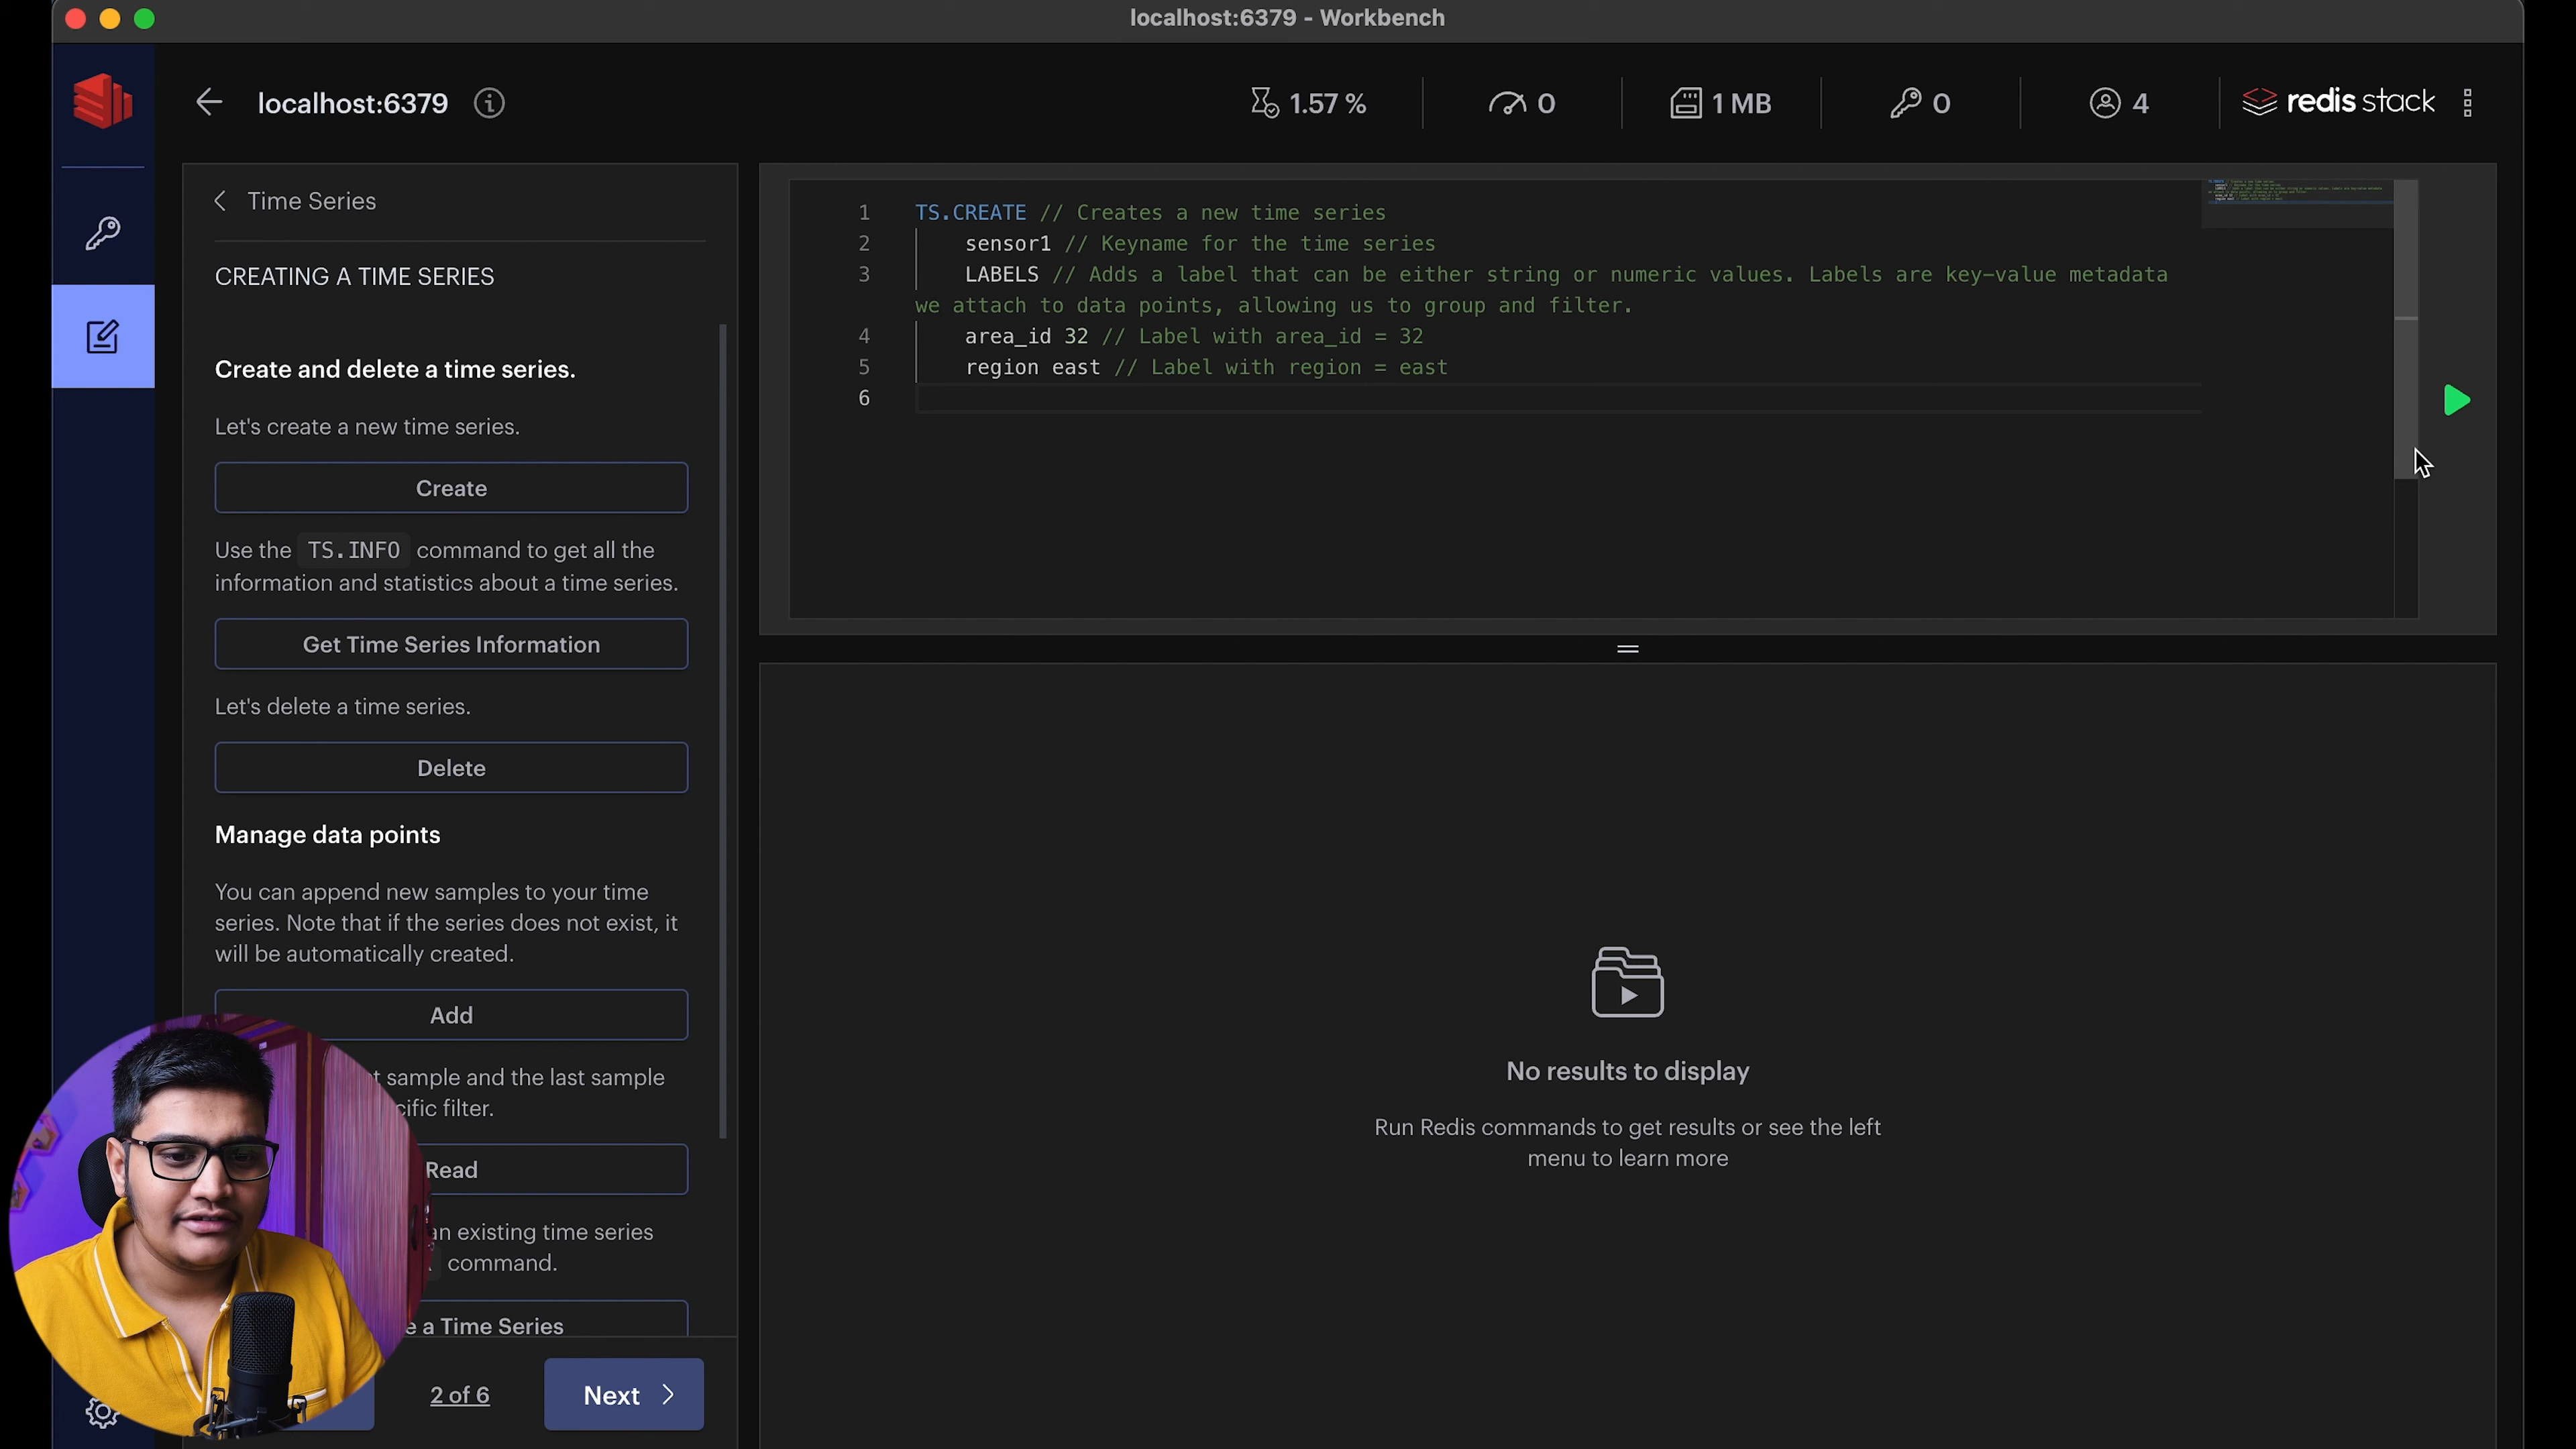 localhost:6379 - Workbench
localhost:6379
1.57 %
0
1 MB
0
4
redis stack
Time Series
CREATING A TIME SERIES
Create and delete a time series.
Let's create a new time series.
Create
Use the TS.INFO command to get all the
information and statistics about a time series.
Get Time Series Information
Let's delete a time series.
Delete
Manage data points
You can append new samples to your time
series. Note that if the series does not exist, it
will be automatically created.
Add
sample and the last sample
filter.
Read
an existing time series
command.
a Time Series
2 of 6
Next
1 TS.CREATE // Creates a new time series
2 sensor1 // Keyname for the time series
3 LABELS // Adds a label that can be either string or numeric values. Labels are key-value metadata
we attach to data points, allowing us to group and filter.
4 area_id 32 // Label with area_id = 32
5 region east // Label with region = east
6
No results to display
Run Redis commands to get results or see the left
menu to learn more